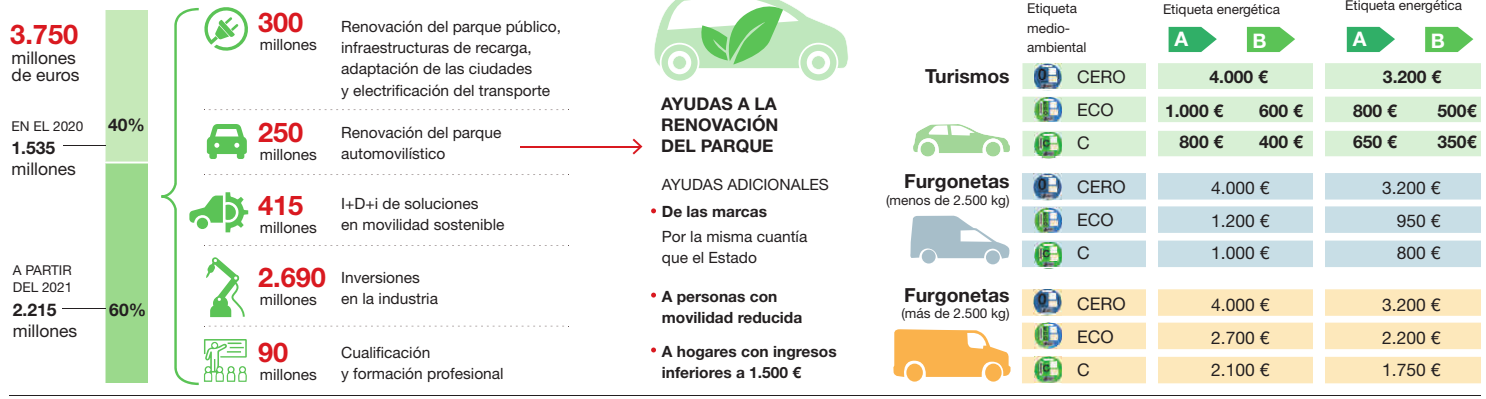 3.750
millones
de euros
EN EL 2020
1.535
millones
40%
A PARTIR
DEL 2021
2.215
millones
60%
300
millones
Renovación del parque público,
infraestructuras de recarga,
adaptación de las ciudades
y electrificación del transporte
250
millones
Renovación del parque
automovilístico
415
millones
I+D+i de soluciones
en movilidad sostenible
2.690
millones
Inversiones
en la industria
90
millones
Cualificación
y formación profesional
AYUDAS A LA
RENOVACIÓN
DEL PARQUE
AYUDAS ADICIONALES
• De las marcas
Por la misma cuantía
que el Estado
• A personas con
movilidad reducida
• A hogares con ingresos
inferiores a 1.500 €
Etiqueta
medio-
ambiental
Etiqueta energética
Etiqueta energética
A B A B
Turismos CERO 4.000 € 3.200 €
ECO 1.000 € 600 € 800 € 500€
C 800 € 400 € 650 € 350€
Furgonetas
(menos de 2.500 kg)
CERO 4.000 € 3.200 €
ECO 1.200 € 950 €
C 1.000 € 800 €
Furgonetas
(más de 2.500 kg)
CERO 4.000 € 3.200 €
ECO 2.700 € 2.200 €
C 2.100 € 1.750 €